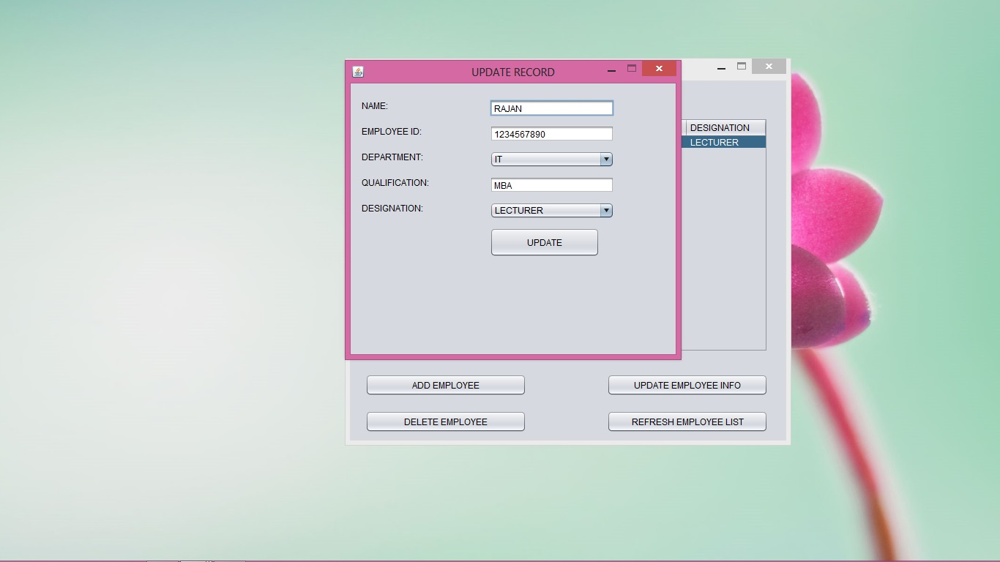 UPDATE RECORD
NAME: RAJAN
EMPLOYEE ID: 1234567890
DEPARTMENT: IT
QUALIFICATION: MBA
DESIGNATION: LECTURER
UPDATE
DESIGNATION
LECTURER
ADD EMPLOYEE UPDATE EMPLOYEE INFO
DELETE EMPLOYEE REFRESH EMPLOYEE LIST